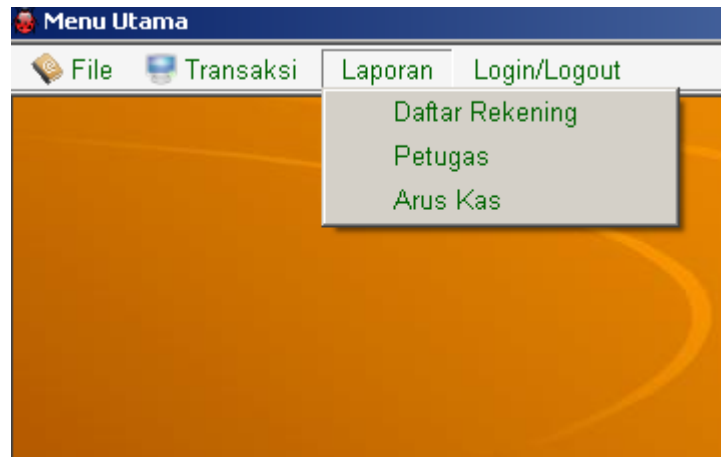 Menu Utama
File Transaksi Laporan Login/Logout
Daftar Rekening
Petugas
Arus Kas